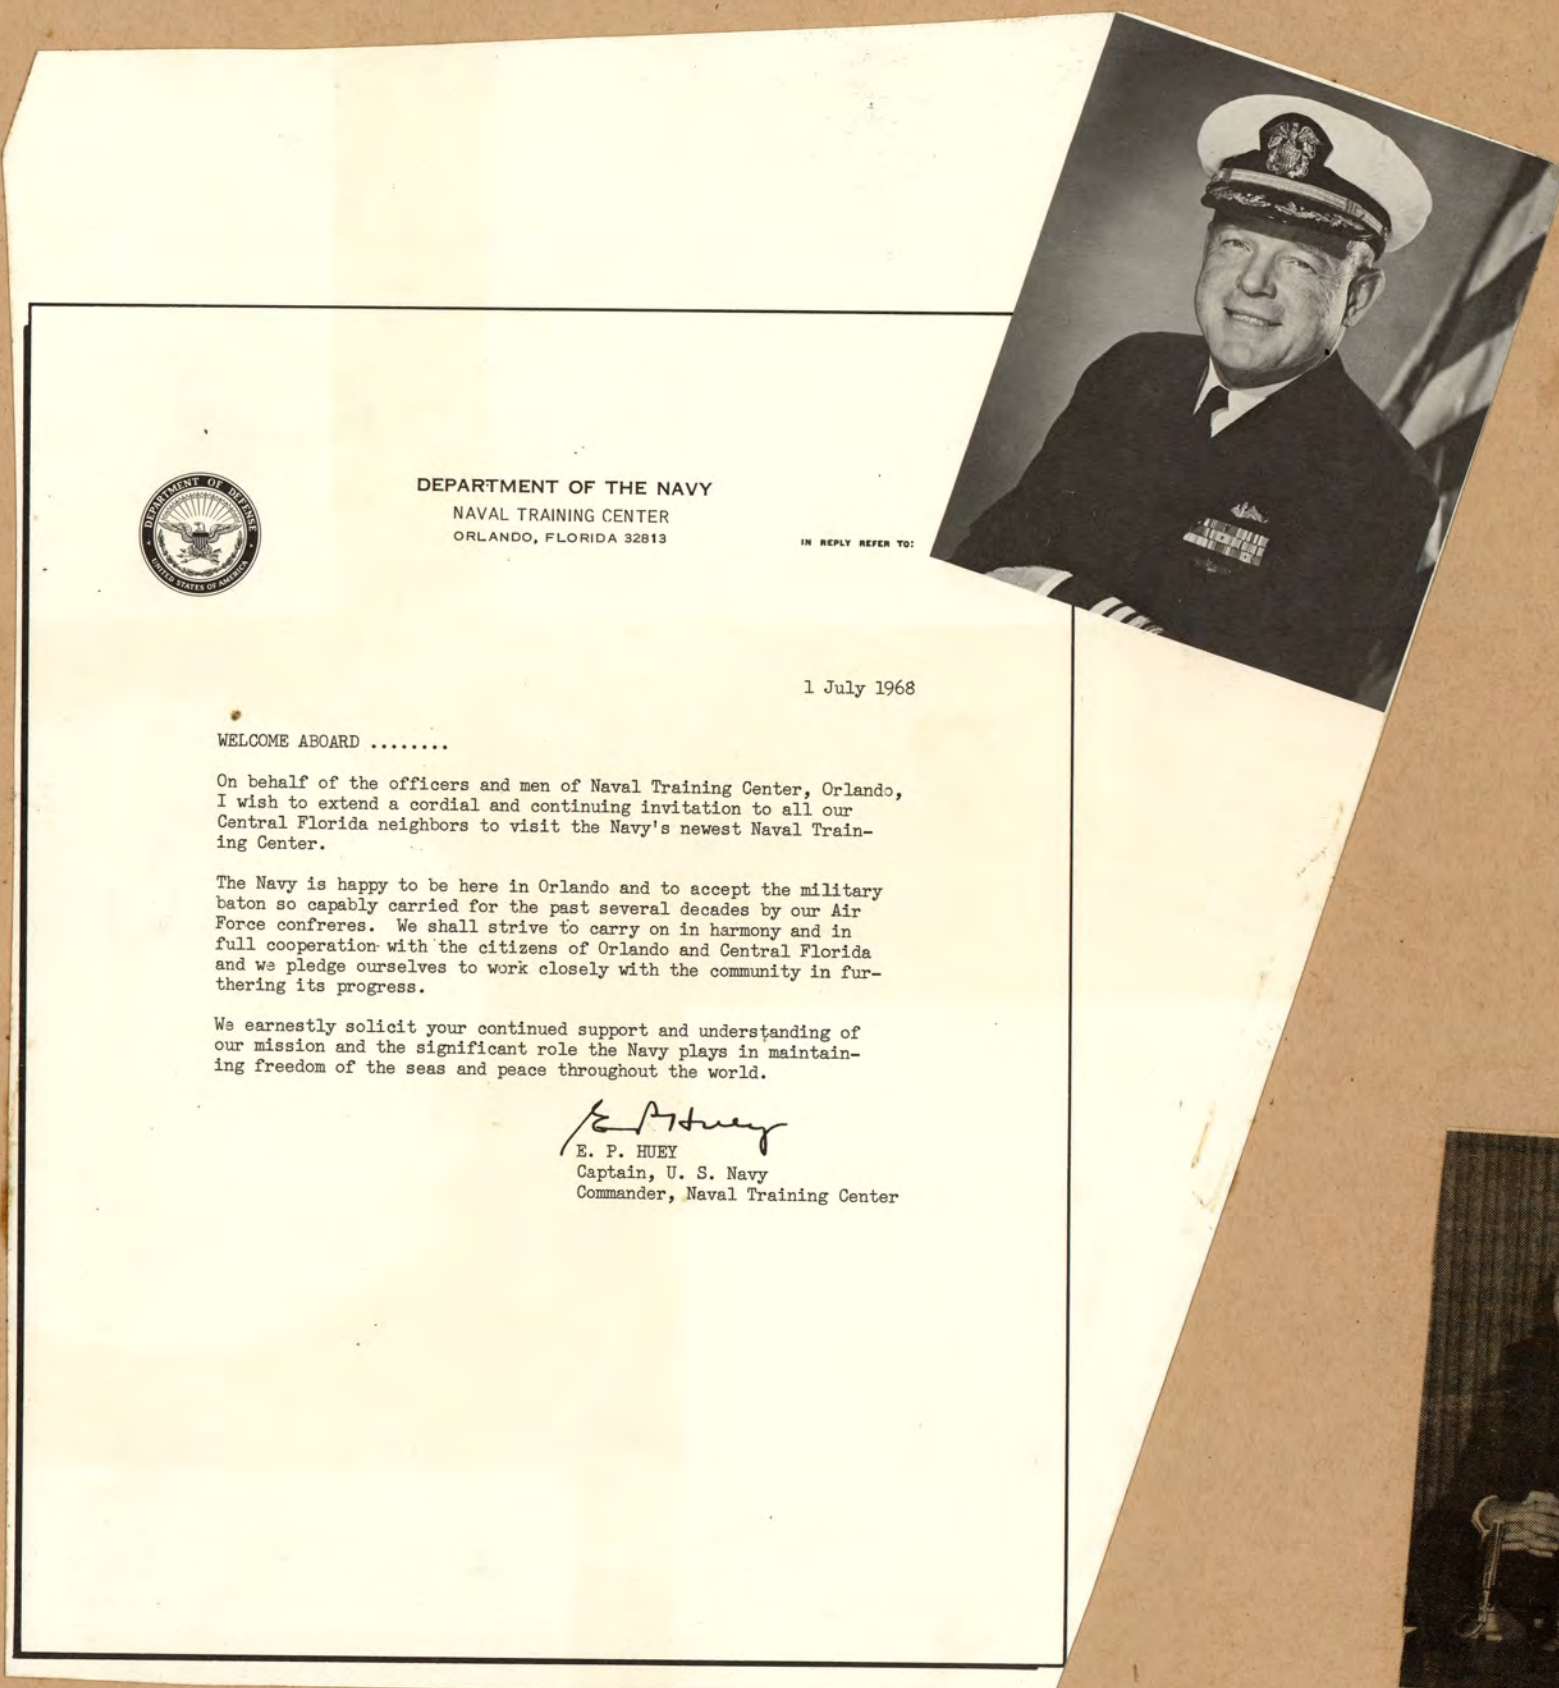 DEPARTMENT OF DEFENSE
UNITED STATES OF AMERICA
DEPARTMENT OF THE NAVY
NAVAL TRAINING CENTER
ORLANDO, FLORIDA 32813
IN REPLY REFER TO:
1 July 1968
WELCOME ABOARD ........
On behalf of the officers and men of Naval Training Center, Orlando,
I wish to extend a cordial and continuing invitation to all our
Central Florida neighbors to visit the Navy's newest Naval Train-
ing Center.
The Navy is happy to be here in Orlando and to accept the military
baton so capably carried for the past several decades by our Air
Force confreres. We shall strive to carry on in harmony and in
full cooperation with the citizens of Orlando and Central Florida
and we pledge ourselves to work closely with the community in fur-
thering its progress.
We earnestly solicit your continued support and understanding of
our mission and the significant role the Navy plays in maintain-
ing freedom of the seas and peace throughout the world.
E P Huey
E. P. HUEY
Captain, U. S. Navy
Commander, Naval Training Center